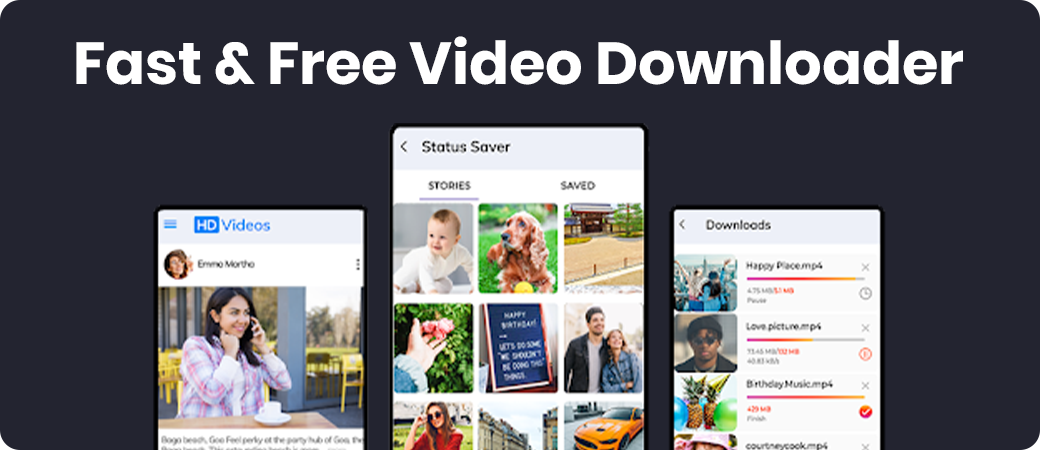 Fast & Free Video Downloader
HD Videos
Emma Martha
Baga beach, Goa Feel perky at the party hub of Goa, the
Status Saver
STORIES
SAVED
HAPPY
BIRTHDAY!
LET'S DO SOME
"WE SHOULDN'T
BE DOING THIS"
THINGS.
Downloads
Happy Place.mp4
4.75 MB/5.1 MB
Pause
Love.picture.mp4
73.45 MB/132 MB
40.83 kB/s
Birthday.Music.mp4
429 MB
Finish
courtneycook.mp4